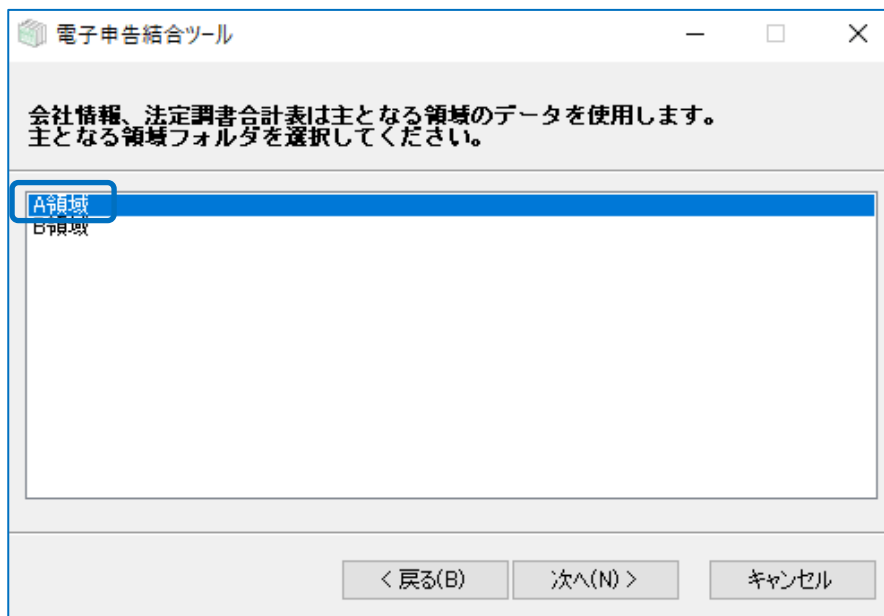 電子申告結合ツール
会社情報、法定調書合計表は主となる領域のデータを使用します。
主となる領域フォルダを選択してください。
A領域
B領域
< 戻る(B)
次へ(N) >
キャンセル